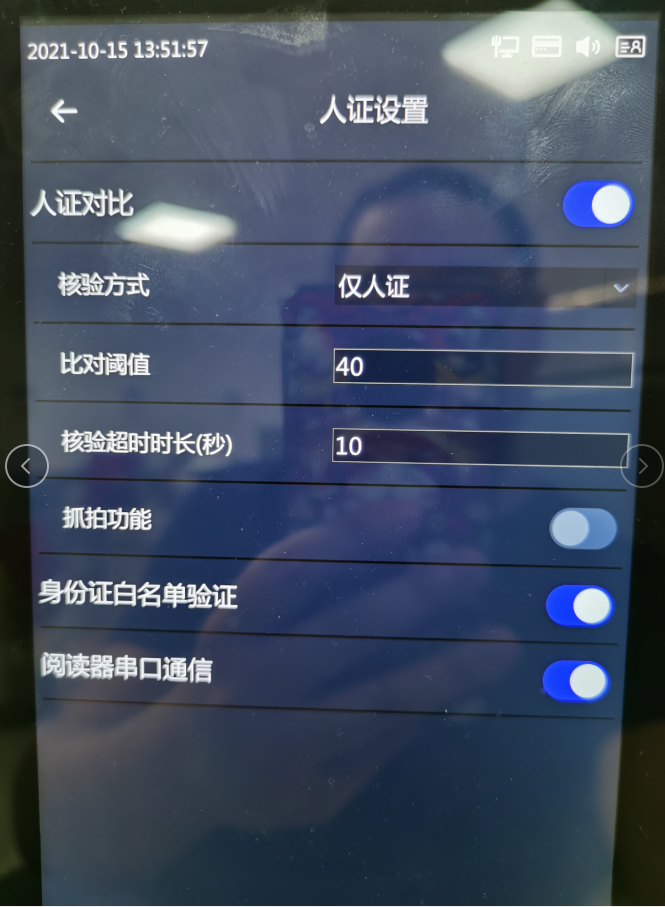 2021-10-15 13:51:57
人证设置
人证对比
核验方式 仅人证
比对阈值 40
核验超时时长(秒) 10
抓拍功能
身份证白名单验证
阅读器串口通信